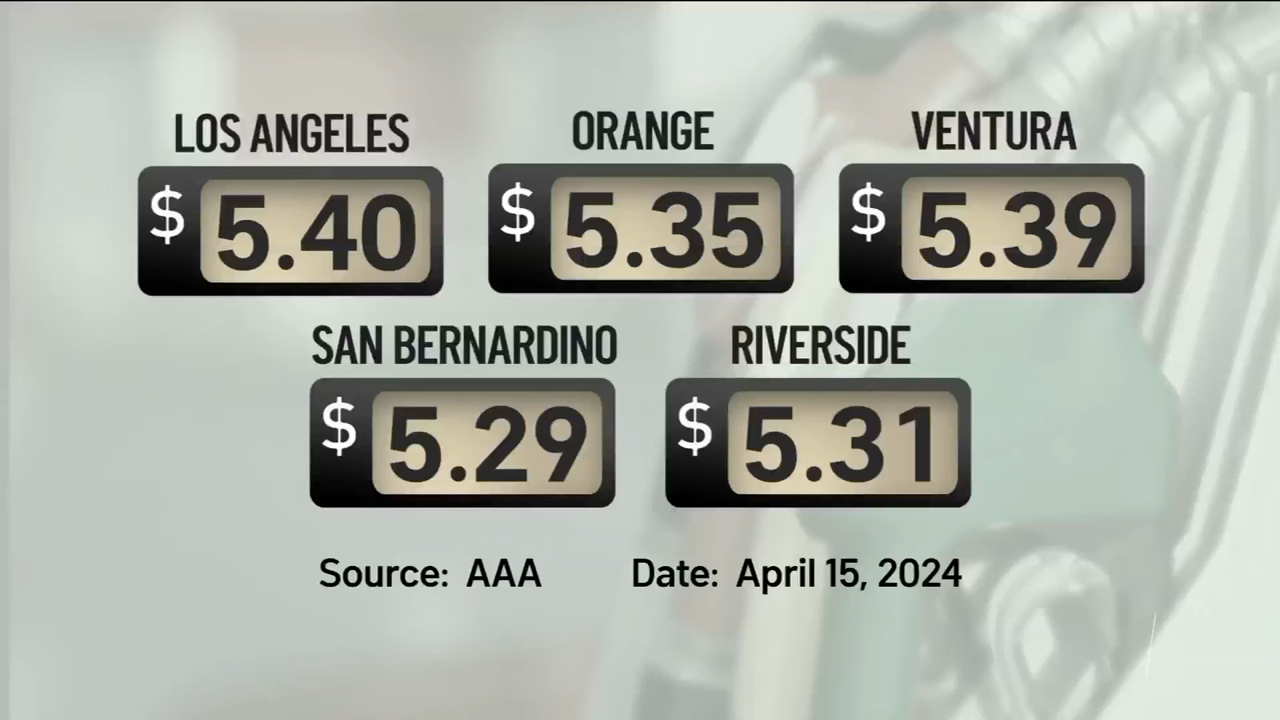 LOS ANGELES
$ 5.40
ORANGE
$ 5.35
VENTURA
$ 5.39
SAN BERNARDINO
$ 5.29
RIVERSIDE
$ 5.31
Source: AAA
Date: April 15, 2024